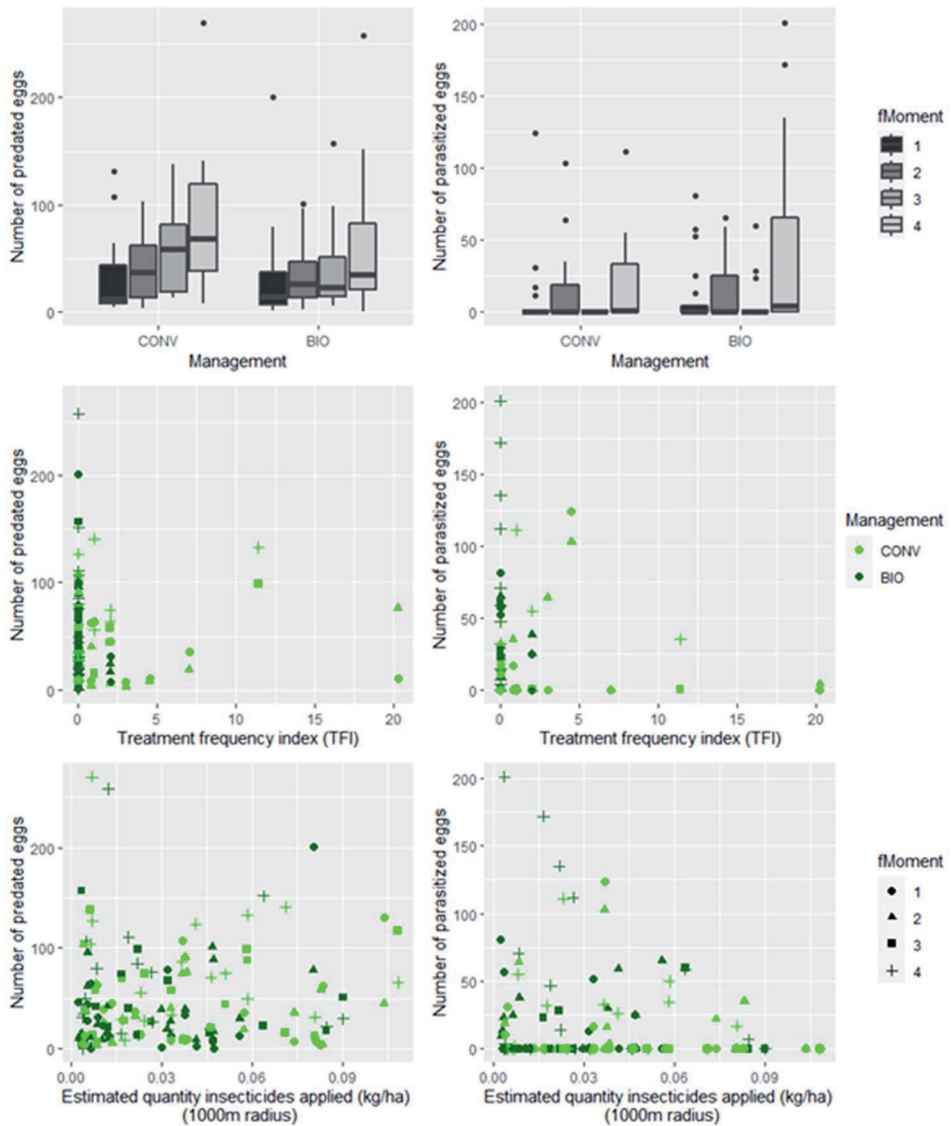 Number of predated eggs
200
100
0
CONV
BIO
Management
Number of parasitized eggs
200
150
100
50
0
CONV
BIO
Management
fMoment
1
2
3
4
Number of predated eggs
200
100
0
0
5
10
15
20
Treatment frequency index (TFI)
Number of parasitized eggs
200
150
100
50
0
0
5
10
15
20
Treatment frequency index (TFI)
Management
CONV
BIO
Number of predated eggs
200
100
0
0.00
0.03
0.06
0.09
Estimated quantity insecticides applied (kg/ha)
(1000m radius)
Number of parasitized eggs
200
150
100
50
0
0.00
0.03
0.06
0.09
Estimated quantity insecticides applied (kg/ha)
(1000m radius)
fMoment
1
2
3
4